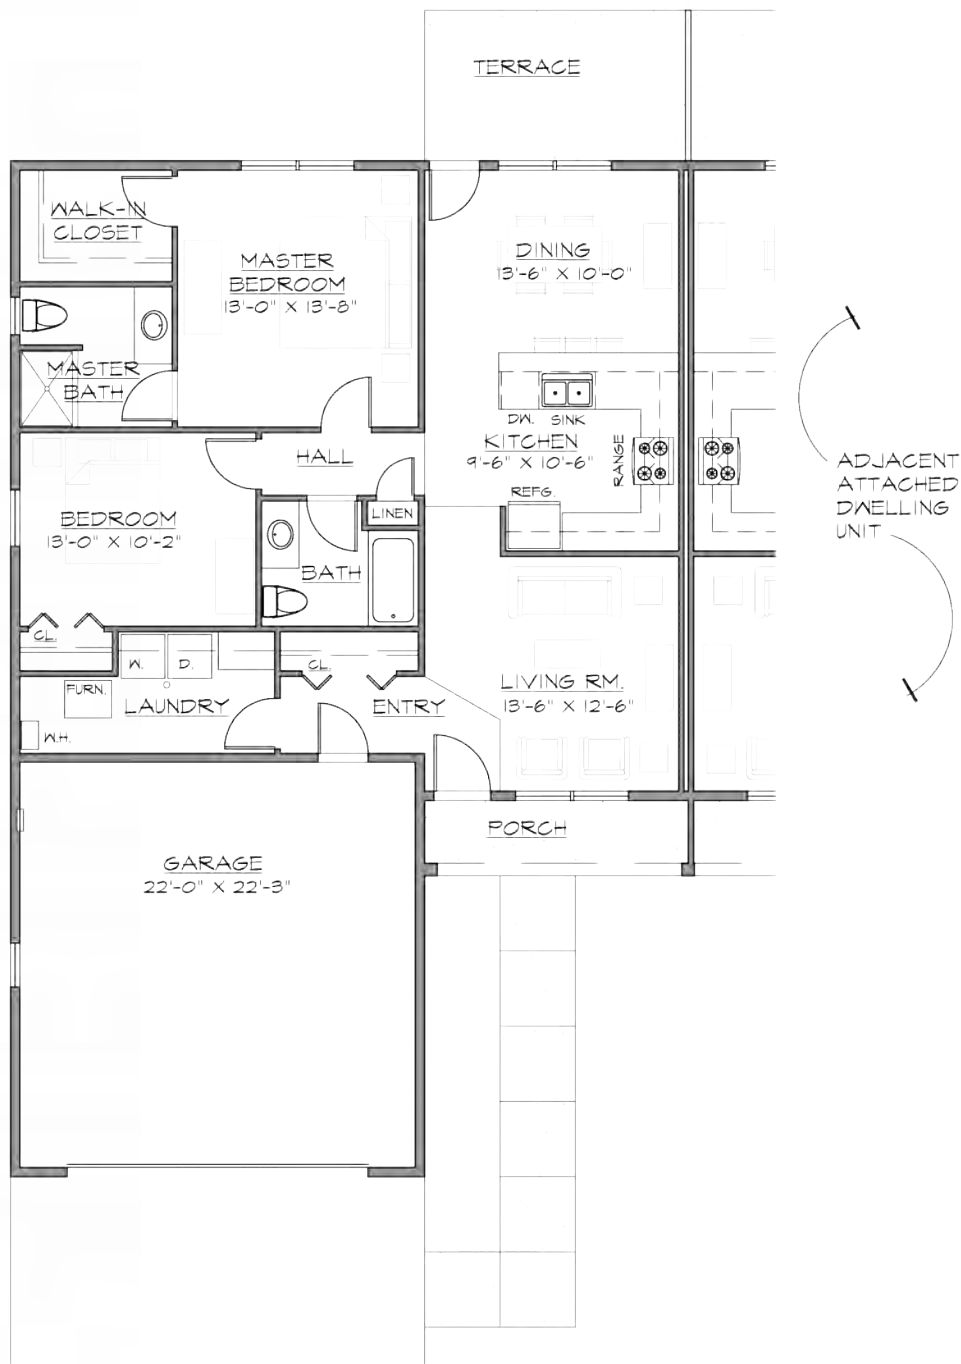 TERRACE
WALK-IN
CLOSET
MASTER
BEDROOM
13'-0" X 13'-8"
DINING
13'-6" X 10'-0"
MASTER
BATH
DW. SINK
KITCHEN
9'-6" X 10'-6"
RANGE
REFG.
HALL
LINEN
BEDROOM
13'-0" X 10'-2"
BATH
ADJACENT
ATTACHED
DWELLING
UNIT
CL.
W. D.
CL.
FURN.
LAUNDRY
W.H.
ENTRY
LIVING RM.
13'-6" X 12'-6"
PORCH
GARAGE
22'-0" X 22'-3"